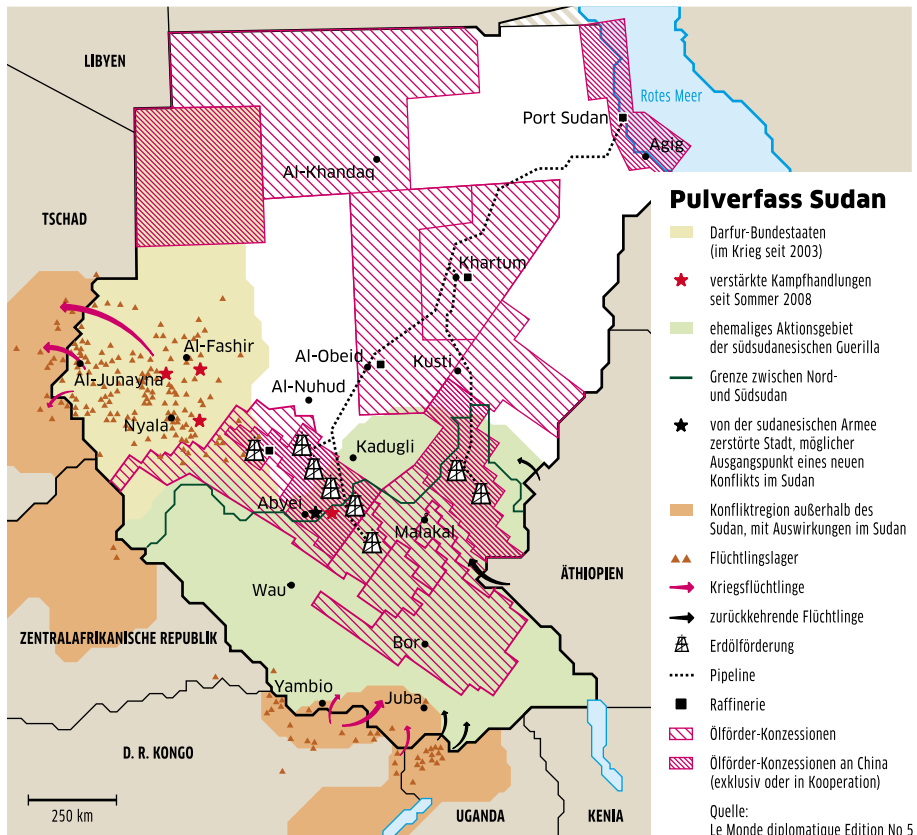 LIBYEN
Rotes Meer
Port Sudan
Agig
Al-Khandaq
TSCHAD
Khartum
Al-Fashir
Al-Obeid
Kusti
Al-Junayna
Al-Nuhud
Nyala
Kadugli
Abyei
Malakal
ÄTHIOPIEN
Wau
ZENTRALAFRIKANISCHE REPUBLIK
Bor
Yambio
Juba
D. R. KONGO
250 km
UGANDA
KENIA
Pulverfass Sudan
Darfur-Bundestaaten
(im Krieg seit 2003)
verstärkte Kampfhandlungen
seit Sommer 2008
ehemaliges Aktionsgebiet
der südsudanesischen Guerilla
Grenze zwischen Nord-
und Südsudan
von der sudanesischen Armee
zerstörte Stadt, möglicher
Ausgangspunkt eines neuen
Konflikts im Sudan
Konfliktregion außerhalb des
Sudan, mit Auswirkungen im Sudan
Flüchtlingslager
Kriegsflüchtlinge
zurückkehrende Flüchtlinge
Erdölförderung
Pipeline
Raffinerie
Ölförder-Konzessionen
Ölförder-Konzessionen an China
(exklusiv oder in Kooperation)
Quelle:
Le Monde diplomatique Edition No 5